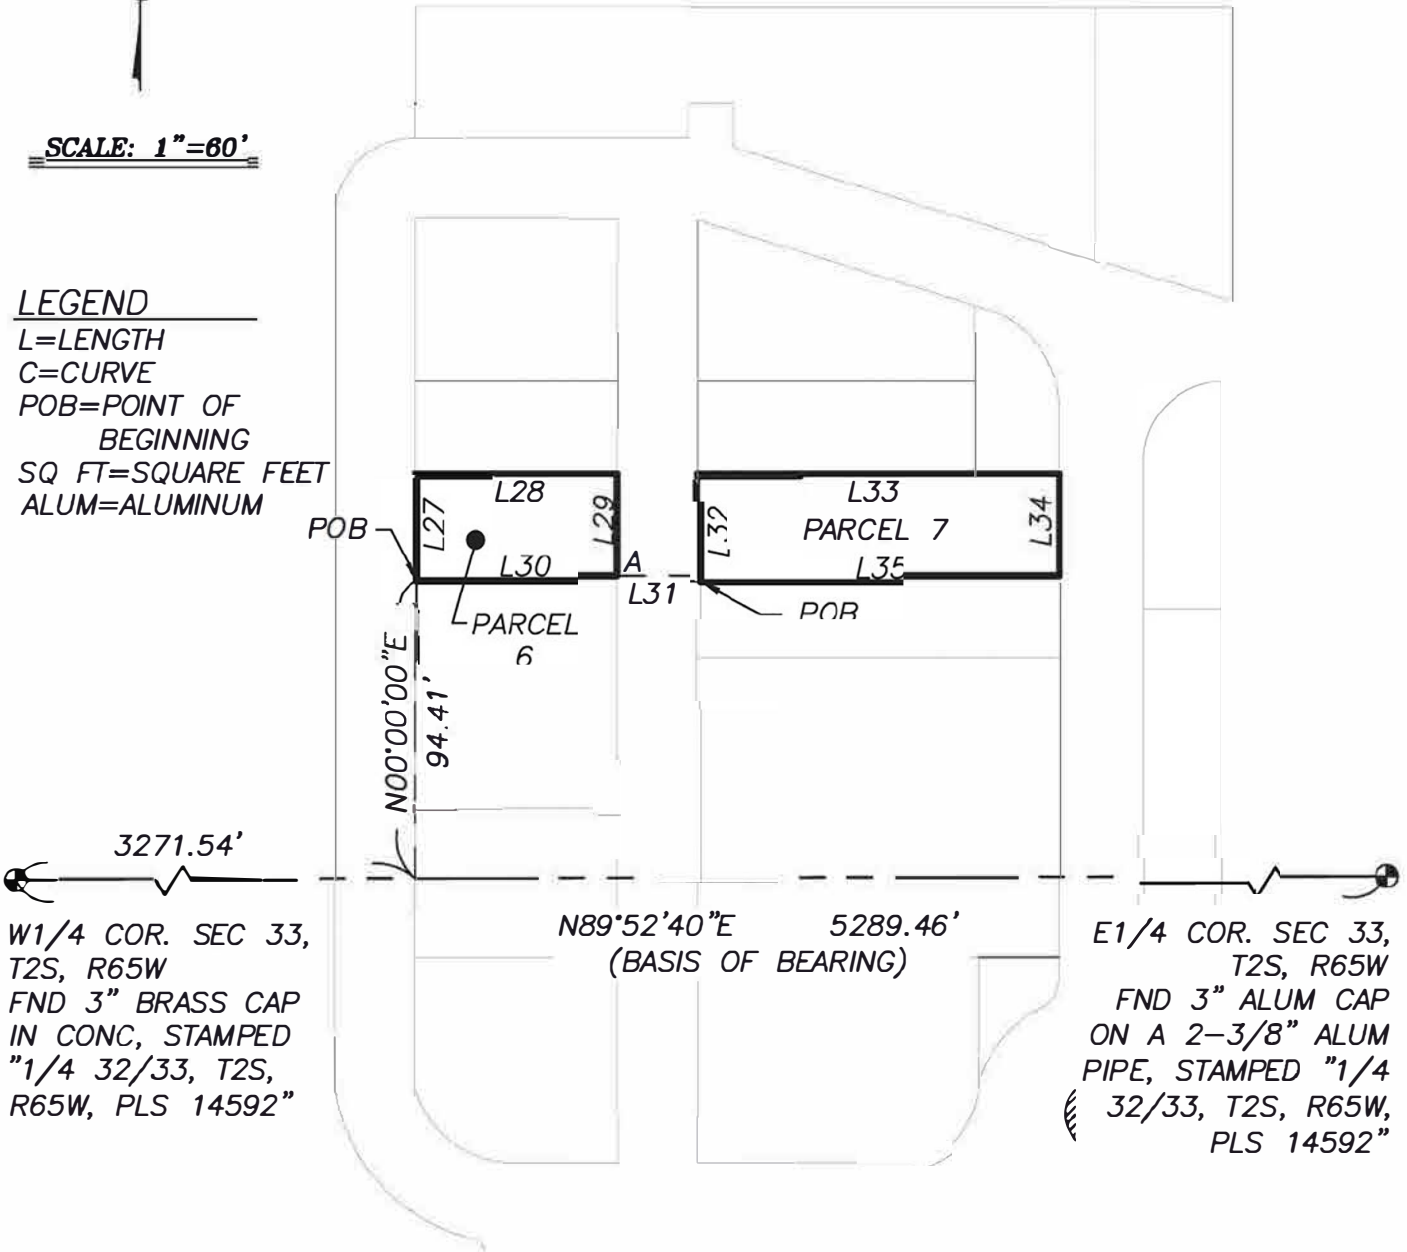 SCALE: 1"=60'
LEGEND
L=LENGTH
C=CURVE
POB=POINT OF
BEGINNING
SQ FT=SQUARE FEET
ALUM=ALUMINUM
L28
L33
L27
L29
L32
PARCEL 7
L34
POB
L30
A
L35
L31
POB
PARCEL
6
N00°00'00"E
94.41'
3271.54'
N89°52'40"E 5289.46'
(BASIS OF BEARING)
W1/4 COR. SEC 33,
T2S, R65W
FND 3" BRASS CAP
IN CONC, STAMPED
"1/4 32/33, T2S,
R65W, PLS 14592"
E1/4 COR. SEC 33,
T2S, R65W
FND 3" ALUM CAP
ON A 2-3/8" ALUM
PIPE, STAMPED "1/4
32/33, T2S, R65W,
PLS 14592"